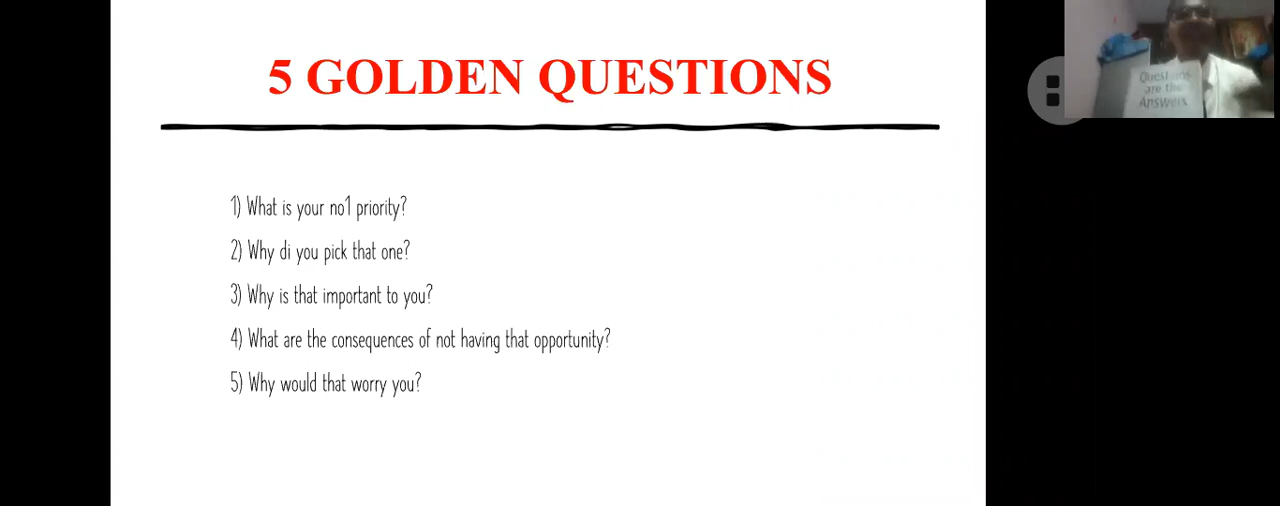 5 GOLDEN QUESTIONS
1) What is your no1 priority?
2) Why di you pick that one?
3) Why is that important to you?
4) What are the consequences of not having that opportunity?
5) Why would that worry you?
Questions
are the
Answers